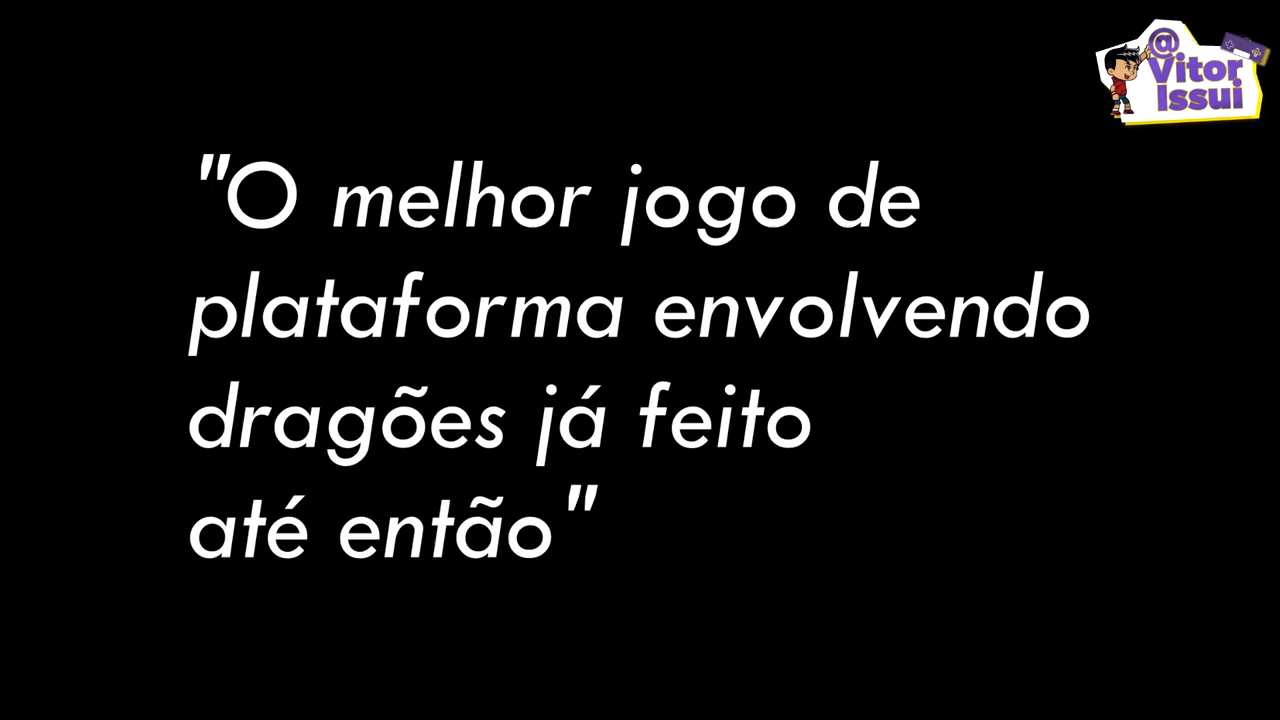 @
Vitor
Issui
"O melhor jogo de
plataforma envolvendo
dragões já feito
até então"